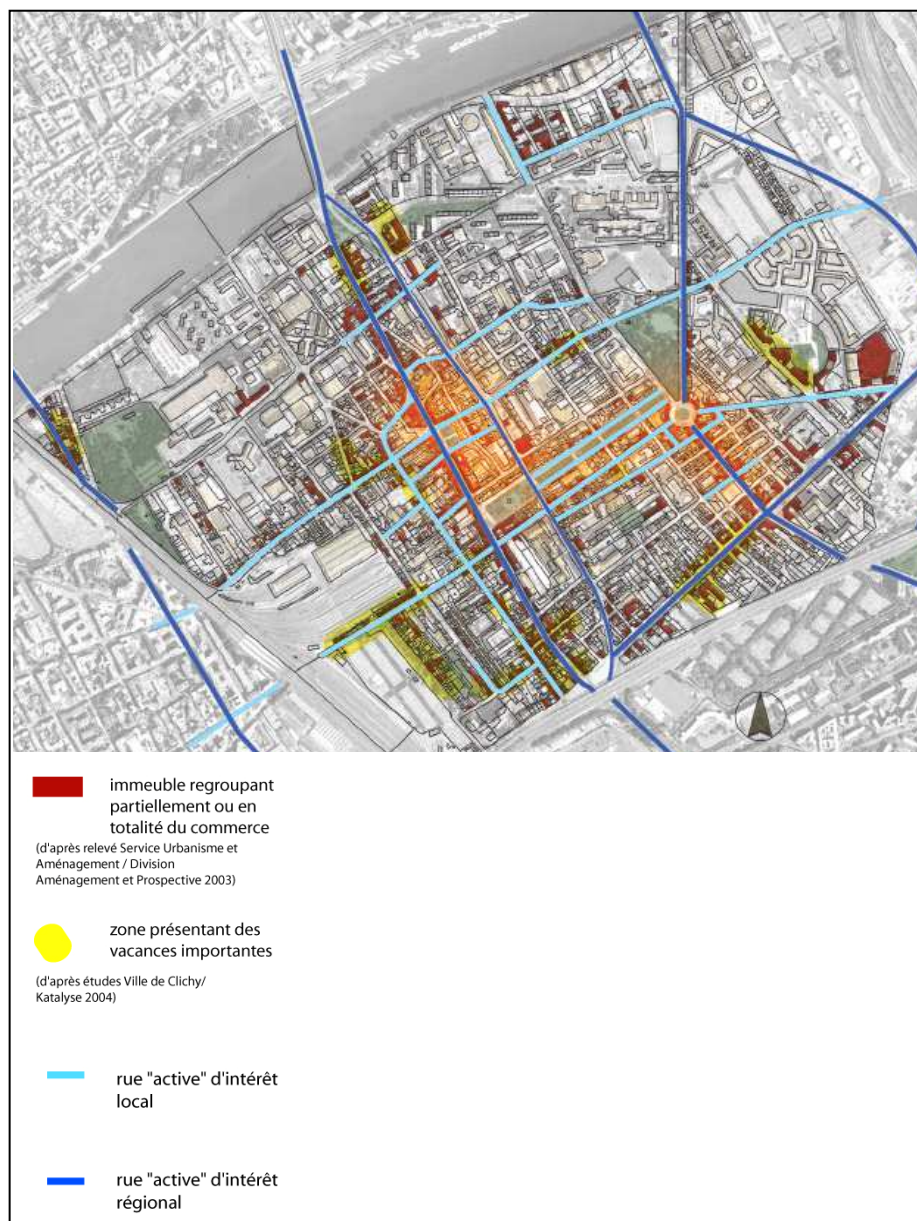 immeuble regroupant
partiellement ou en
totalité du commerce
(d'après relevé Service Urbanisme et
Aménagement / Division
Aménagement et Prospective 2003)
zone présentant des
vacances importantes
(d'après études Ville de Clichy/
Katalyse 2004)
rue "active" d'intérêt
local
rue "active" d'intérêt
régional